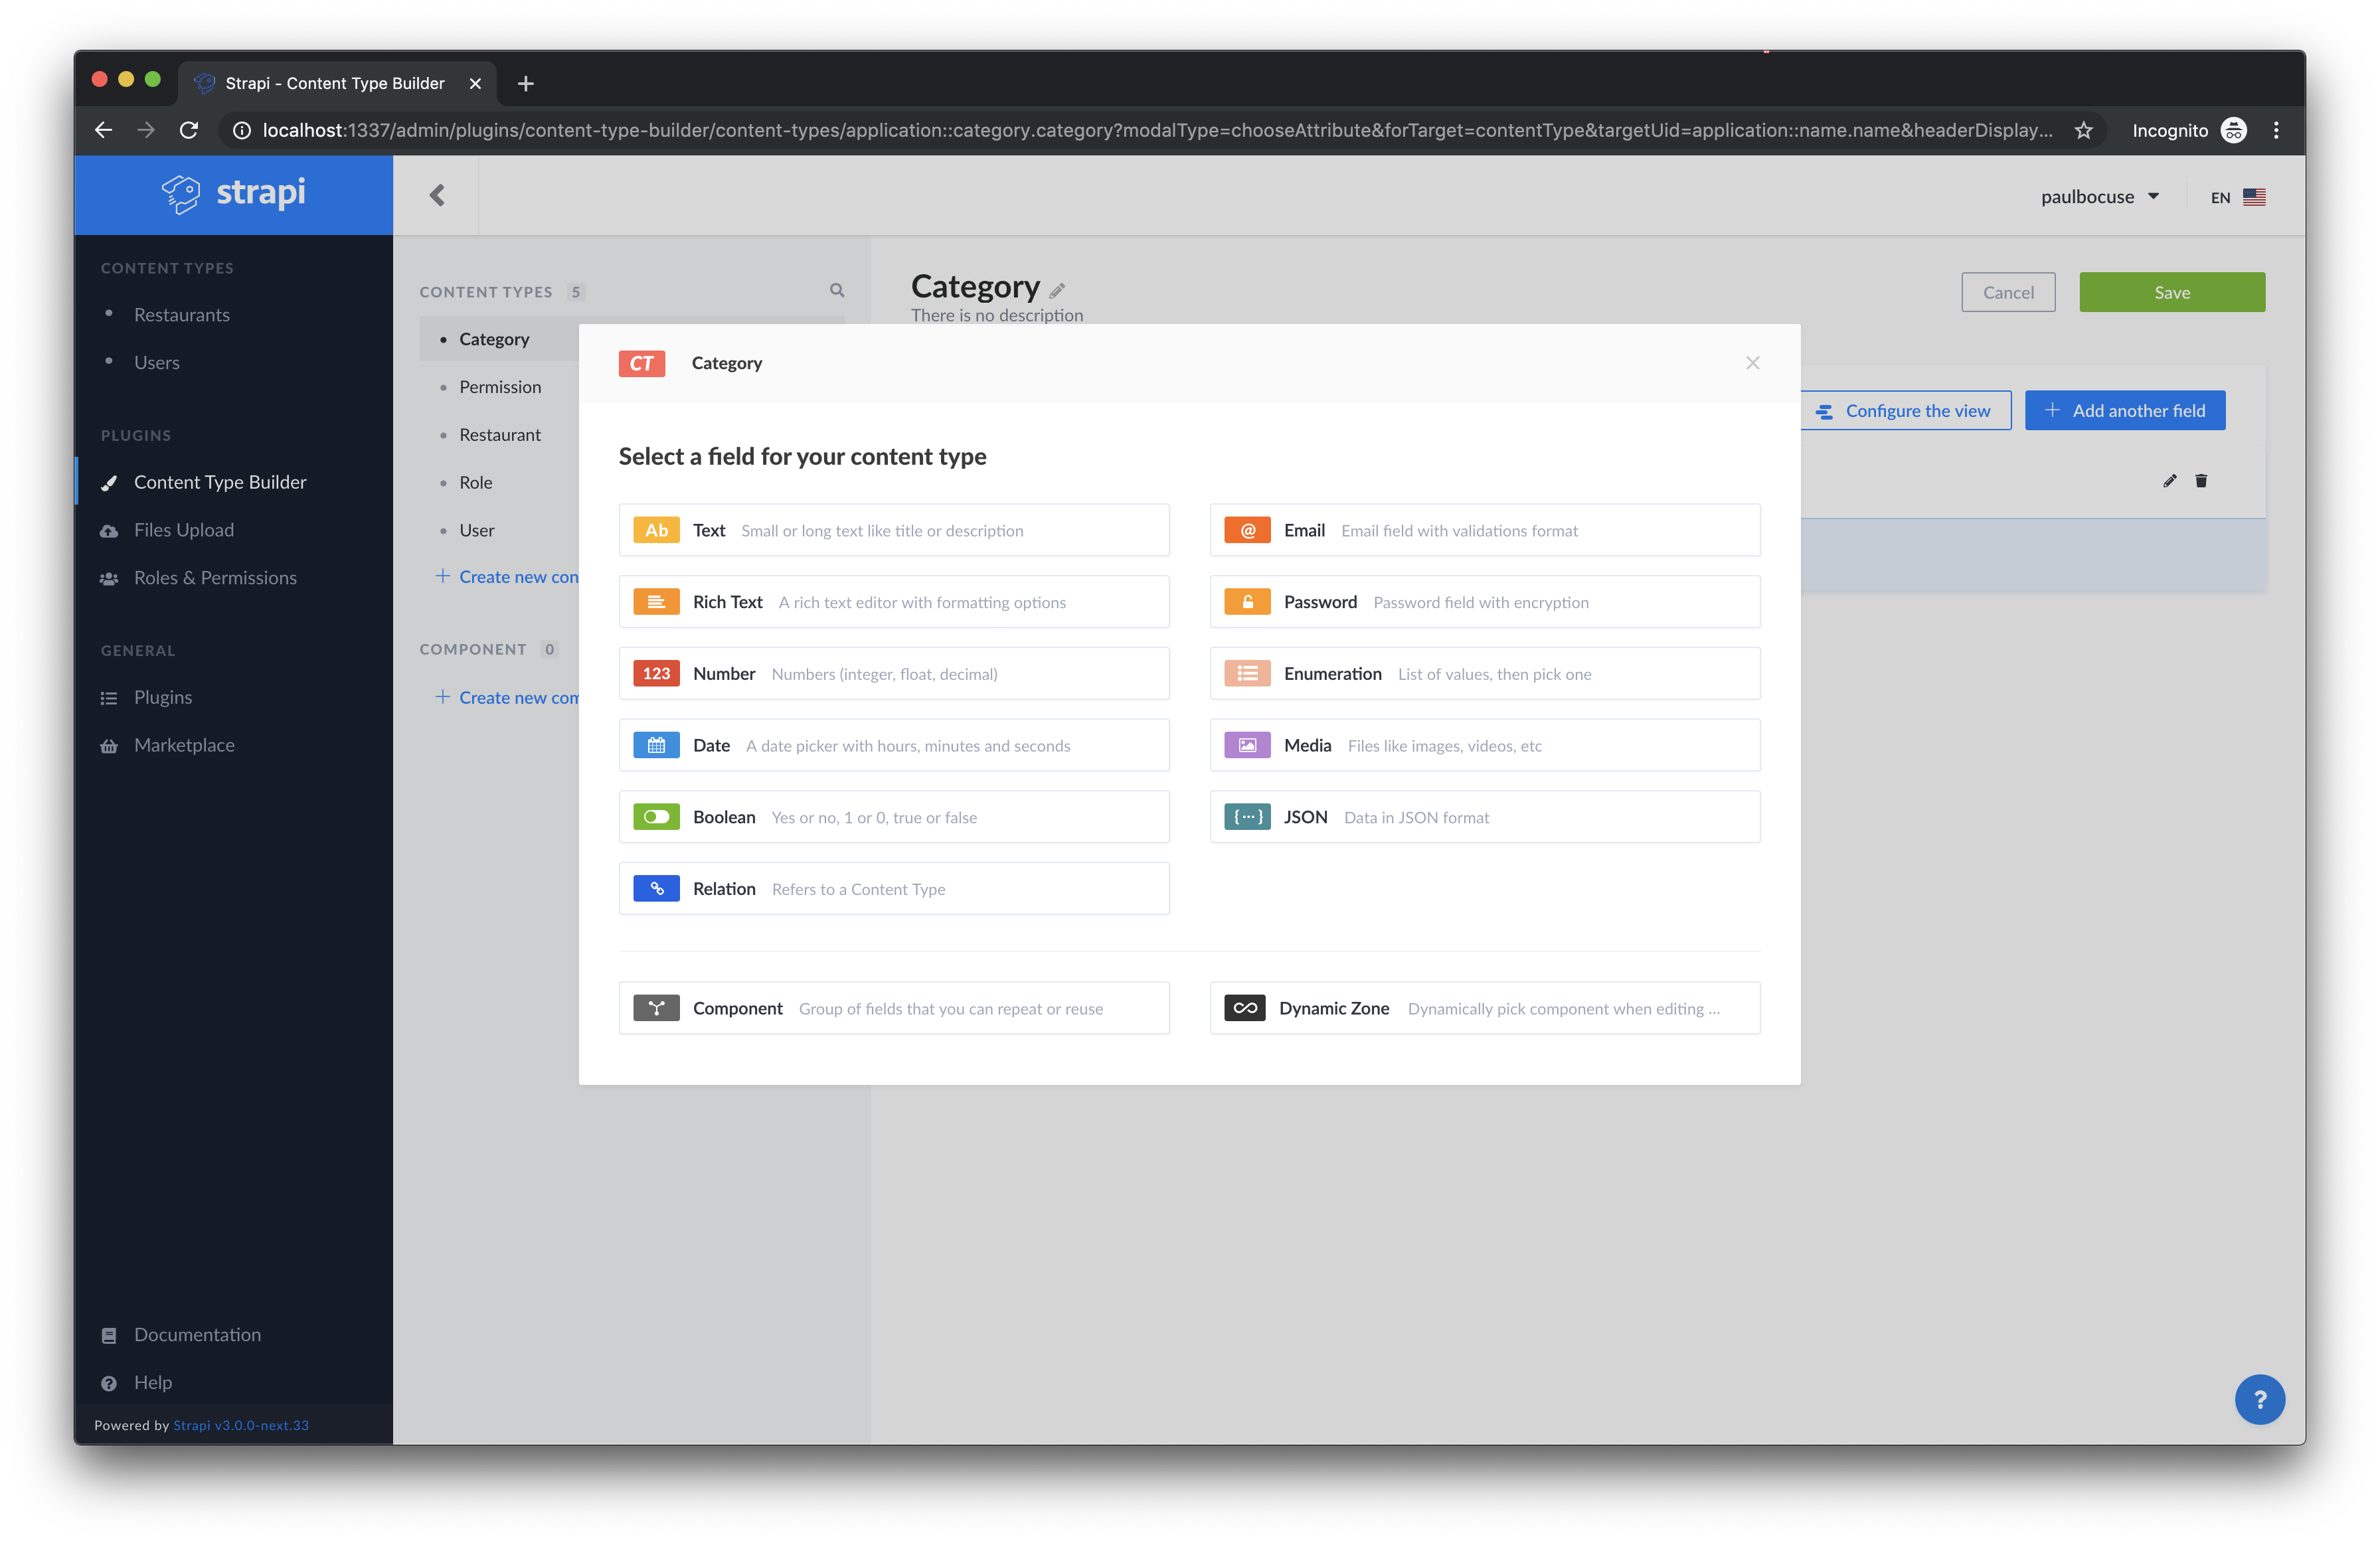 Strapi - Content Type Builder
localhost:1337/admin/plugins/content-type-builder/content-types/application::category.category?modalType=chooseAttribute&forTarget=contentType&targetUid=application::name.name&headerDisplay...
Incognito
strapi
paulbocuse
EN
CONTENT TYPES
Restaurants
Users
PLUGINS
Content Type Builder
Files Upload
Roles & Permissions
GENERAL
Plugins
Marketplace
Documentation
Help
Powered by Strapi v3.0.0-next.33
CONTENT TYPES 5
Category
Permission
Restaurant
Role
User
Create new con
COMPONENT 0
Create new com
Category
There is no description
Cancel
Save
Configure the view
Add another field
CT Category
Select a field for your content type
Ab Text Small or long text like title or description
@ Email Email field with validations format
Rich Text A rich text editor with formatting options
Password Password field with encryption
123 Number Numbers (integer, float, decimal)
Enumeration List of values, then pick one
Date A date picker with hours, minutes and seconds
Media Files like images, videos, etc
Boolean Yes or no, 1 or 0, true or false
{···} JSON Data in JSON format
Relation Refers to a Content Type
Component Group of fields that you can repeat or reuse
Dynamic Zone Dynamically pick component when editing ...
?